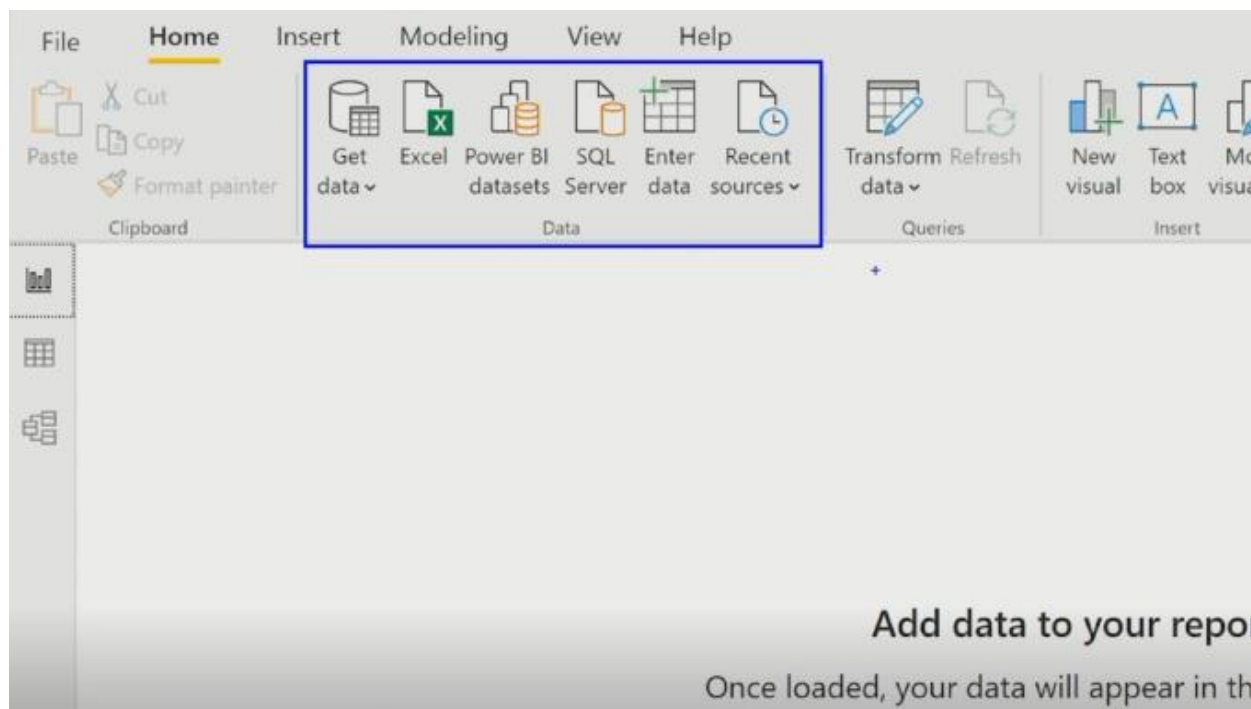 File Home Insert Modeling View Help
Paste
Cut
Copy
Format painter
Clipboard
Get data
Excel
Power BI datasets
SQL Server
Enter data
Recent sources
Data
Transform data
Refresh
Queries
New visual
Text box
Insert
Add data to your
Once loaded, your data will appear in